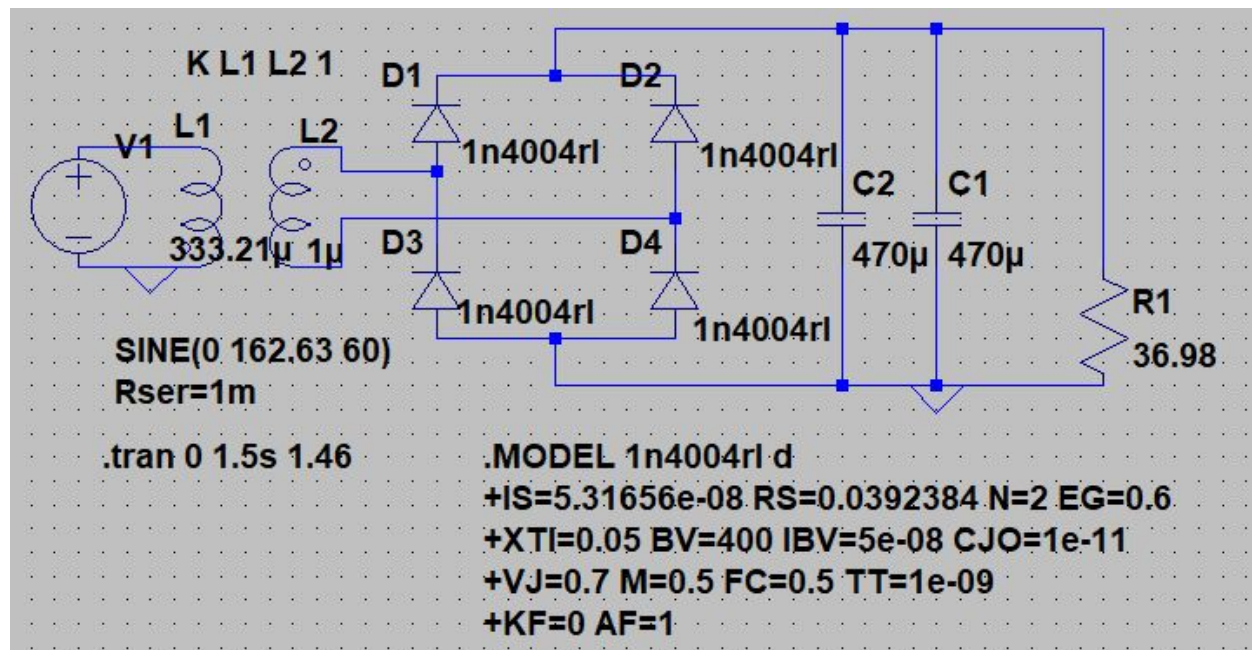 K L1 L2 1
D1
D2
V1
L1
L2
1n4004rl
1n4004rl
C2
C1
333.21µ
1µ
D3
D4
470µ
470µ
1n4004rl
1n4004rl
R1
36.98
SINE(0 162.63 60)
Rser=1m
.tran 0 1.5s 1.46
.MODEL 1n4004rl d
+IS=5.31656e-08 RS=0.0392384 N=2 EG=0.6
+XTI=0.05 BV=400 IBV=5e-08 CJO=1e-11
+VJ=0.7 M=0.5 FC=0.5 TT=1e-09
+KF=0 AF=1